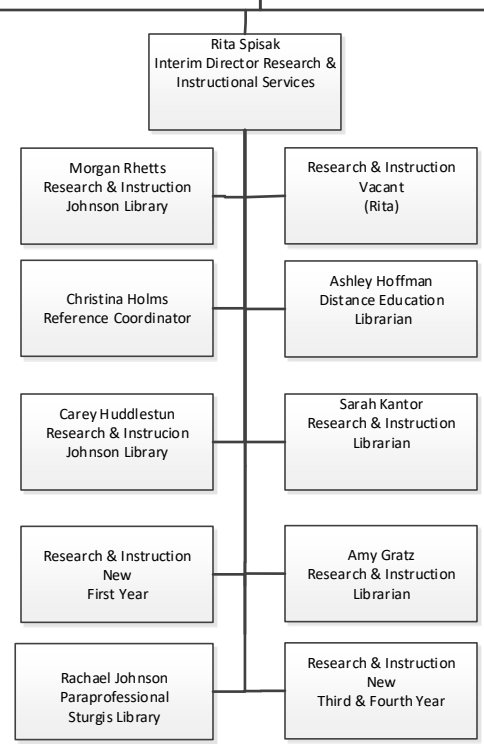 Rita Spisak
Interim Director Research &
Instructional Services
Morgan Rhetts
Research & Instruction
Johnson Library
Research & Instruction
Vacant
(Rita)
Christina Holms
Reference Coordinator
Ashley Hoffman
Distance Education
Librarian
Carey Huddlestun
Research & Instrucion
Johnson Library
Sarah Kantor
Research & Instruction
Librarian
Research & Instruction
New
First Year
Amy Gratz
Research & Instruction
Librarian
Rachael Johnson
Paraprofessional
Sturgis Library
Research & Instruction
New
Third & Fourth Year